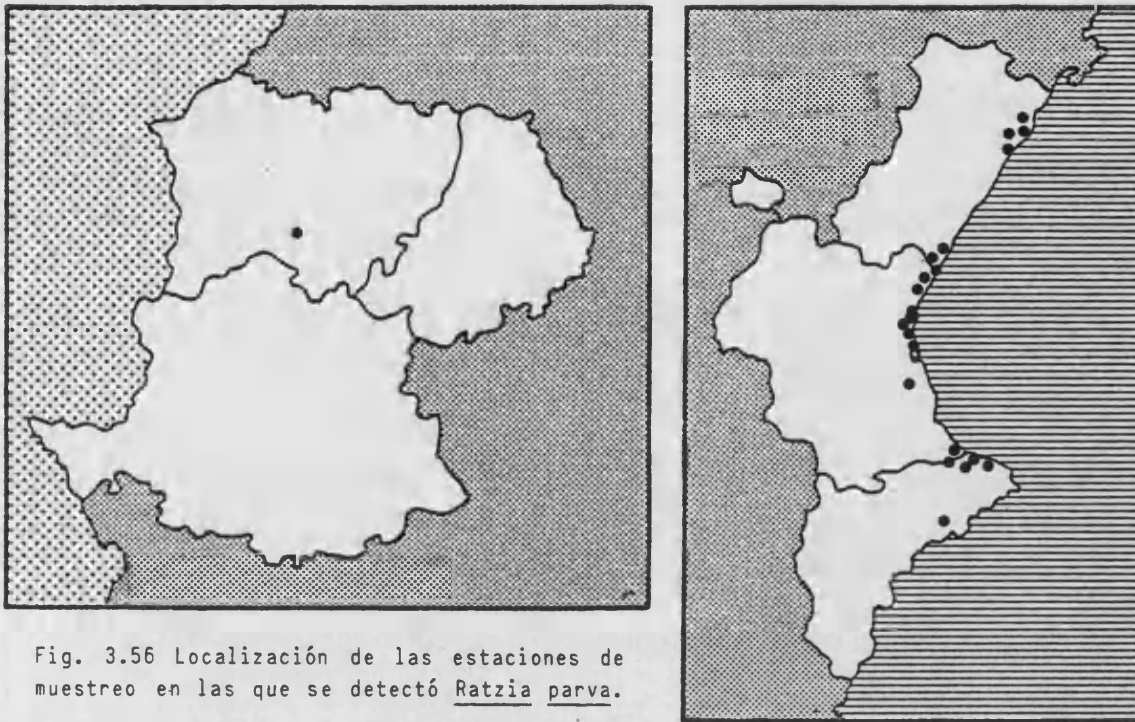 Fig. 3.56 Localización de las estaciones de
muestreo en las que se detectó Ratzia parva.